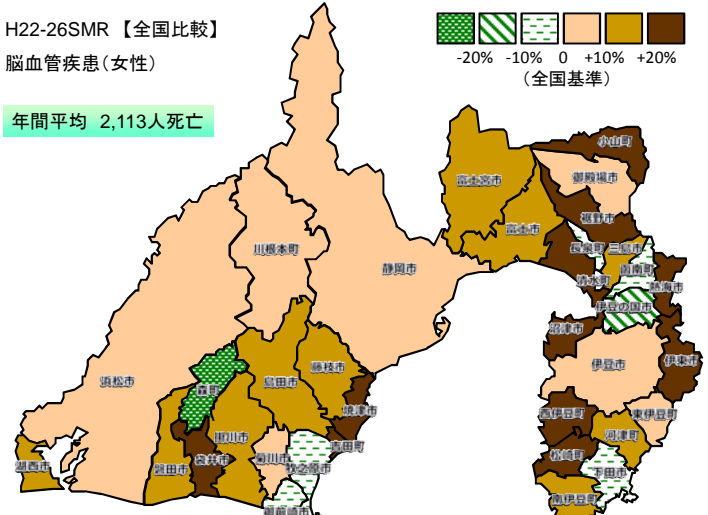 H22-26SMR 【全国比較】
脳血管疾患(女性)
年間平均 2,113人死亡
-20% -10% 0 +10% +20%
(全国基準)
小山町
御殿場市
富士宮市
裾野市
富士市
長泉町
三島市
函南町
清水町
熱海市
伊豆の国市
沼津市
伊豆市
伊東市
西伊豆町
東伊豆町
河津町
松崎町
下田市
南伊豆町
川根本町
静岡市
浜松市
森町
島田市
藤枝市
焼津市
吉田町
掛川市
菊川市
牧之原市
湖西市
磐田市
袋井市
御前崎市